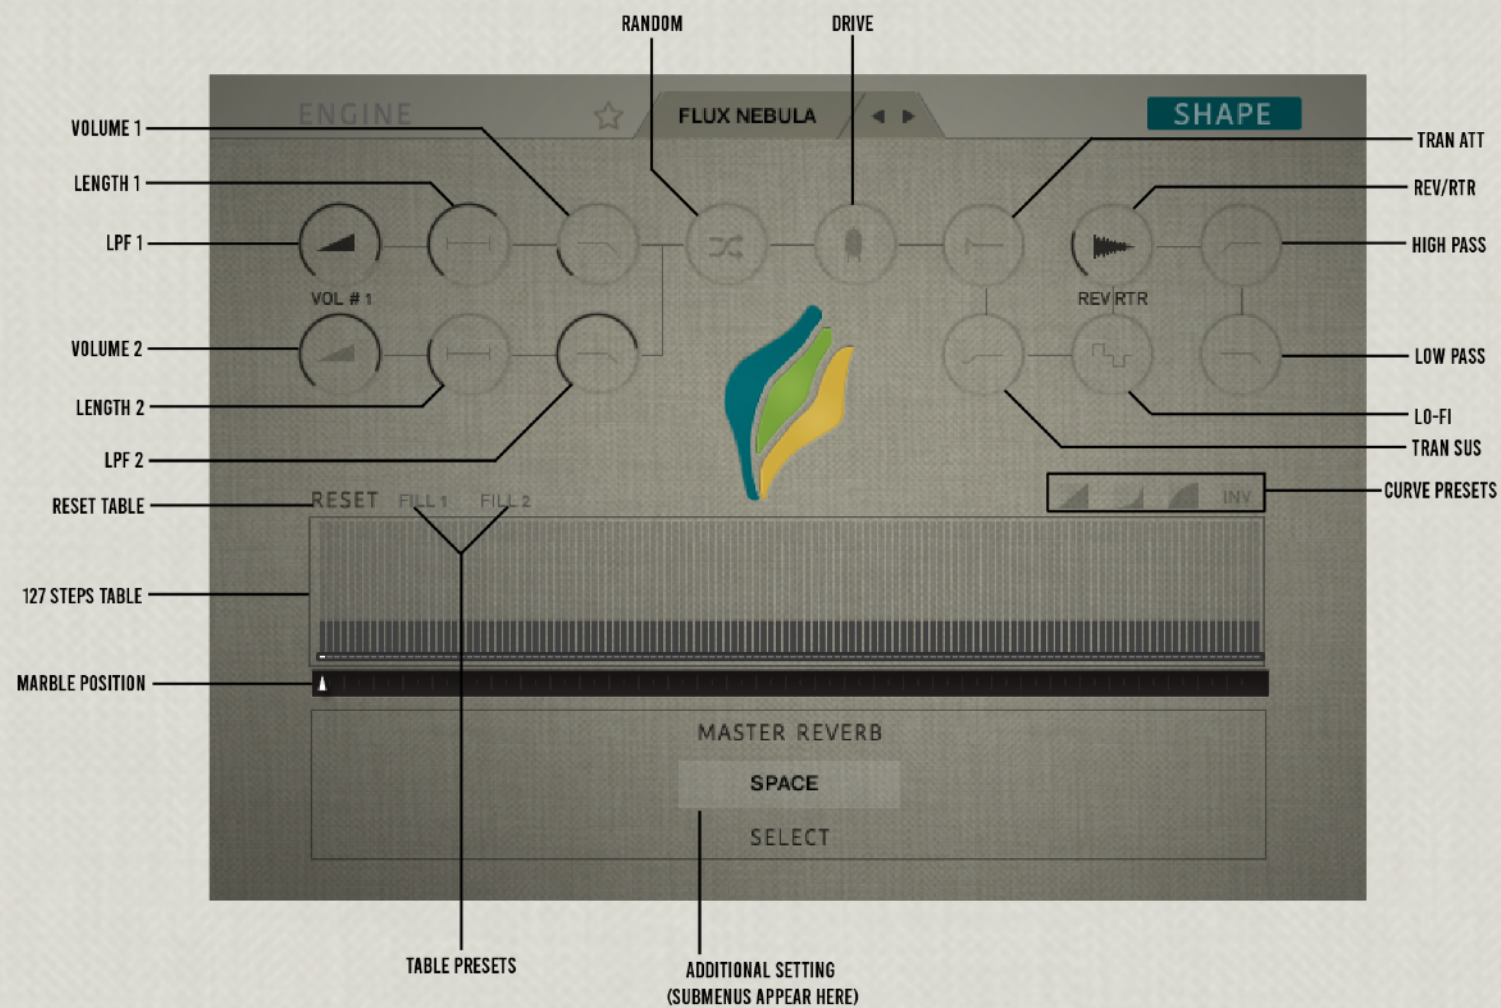 RANDOM
DRIVE
ENGINE
FLUX NEBULA
SHAPE
VOLUME 1
TRAN ATT
LENGTH 1
REV/RTR
LPF 1
HIGH PASS
VOL # 1
REV RTR
VOLUME 2
LOW PASS
LENGTH 2
LO-FI
LPF 2
TRAN SUS
RESET TABLE
RESET FILL 1 FILL 2
INV
CURVE PRESETS
127 STEPS TABLE
MARBLE POSITION
MASTER REVERB
SPACE
SELECT
TABLE PRESETS
ADDITIONAL SETTING
(SUBMENUS APPEAR HERE)